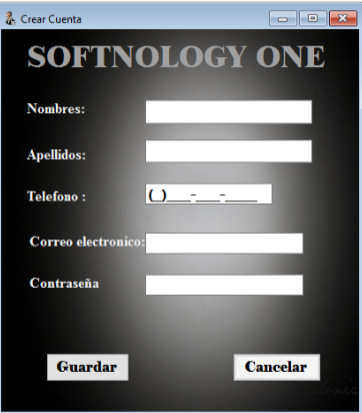 Crear Cuenta
SOFTNOLOGY ONE
Nombres:
Apellidos:
Telefono : (_)___-___-____
Correo electronico:
Contraseña
Guardar Cancelar